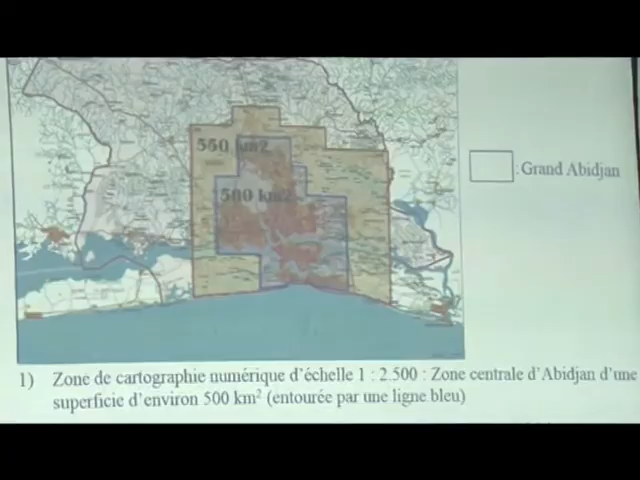 550 km2
500 km2
: Grand Abidjan
1) Zone de cartographie numérique d'échelle 1 : 2.500 : Zone centrale d'Abidjan d'une
superficie d'environ 500 km² (entourée par une ligne bleu)